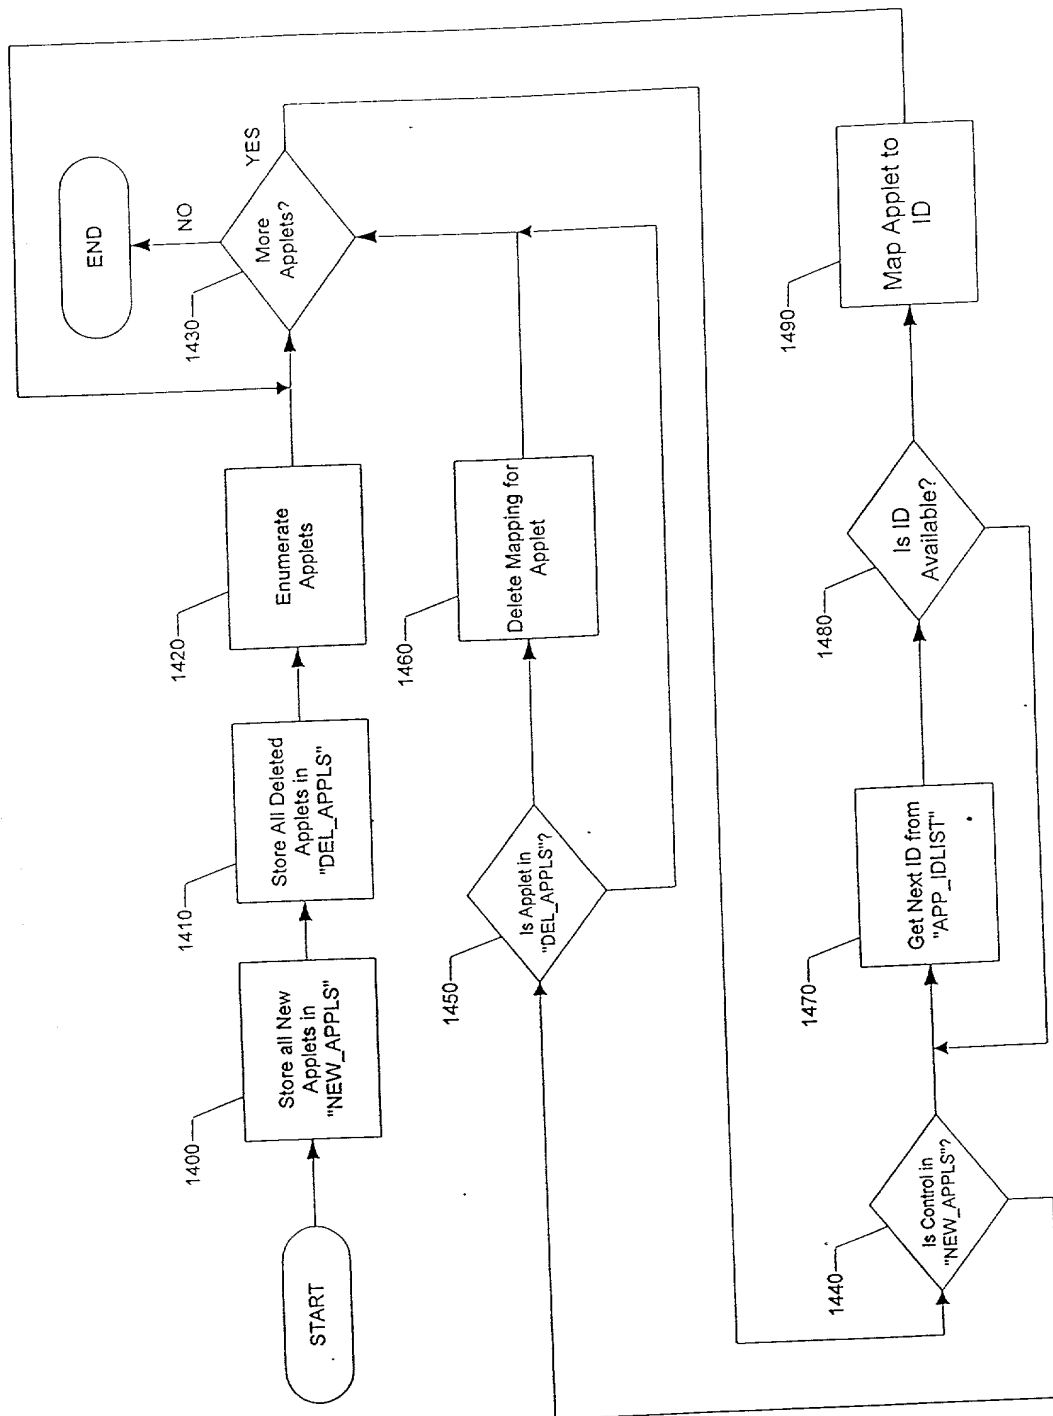 START
1400
Store all New
Applets in
"NEW_APPLS"
1410
Store All Deleted
Applets in
"DEL_APPLS"
1420
Enumerate
Applets
1430
More
Applets?
NO
YES
END
1450
Is Applet in
"DEL_APPLS"?
1460
Delete Mapping for
Applet
1440
Is Control in
"NEW_APPLS"?
1470
Get Next ID from
"APP_IDLIST"
1480
Is ID
Available?
1490
Map Applet to
ID